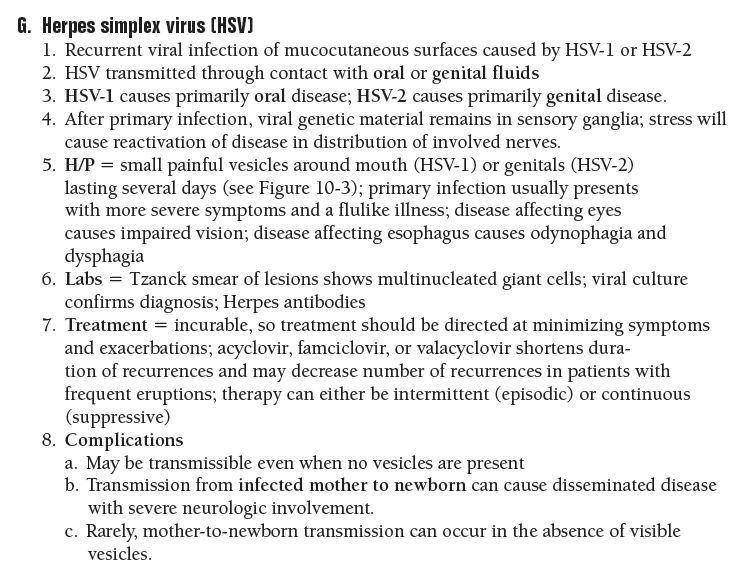 G. Herpes simplex virus (HSV)
1. Recurrent viral infection of mucocutaneous surfaces caused by HSV-1 or HSV-2
2. HSV transmitted through contact with oral or genital fluids
3. HSV-1 causes primarily oral disease; HSV-2 causes primarily genital disease.
4. After primary infection, viral genetic material remains in sensory ganglia; stress will
cause reactivation of disease in distribution of involved nerves.
5. H/P = small painful vesicles around mouth (HSV-1) or genitals (HSV-2)
lasting several days (see Figure 10-3); primary infection usually presents
with more severe symptoms and a flulike illness; disease affecting eyes
causes impaired vision; disease affecting esophagus causes odynophagia and
dysphagia
6. Labs = Tzanck smear of lesions shows multinucleated giant cells; viral culture
confirms diagnosis; Herpes antibodies
7. Treatment = incurable, so treatment should be directed at minimizing symptoms
and exacerbations; acyclovir, famciclovir, or valacyclovir shortens dura-
tion of recurrences and may decrease number of recurrences in patients with
frequent eruptions; therapy can either be intermittent (episodic) or continuous
(suppressive)
8. Complications
a. May be transmissible even when no vesicles are present
b. Transmission from infected mother to newborn can cause disseminated disease
with severe neurologic involvement.
c. Rarely, mother-to-newborn transmission can occur in the absence of visible
vesicles.